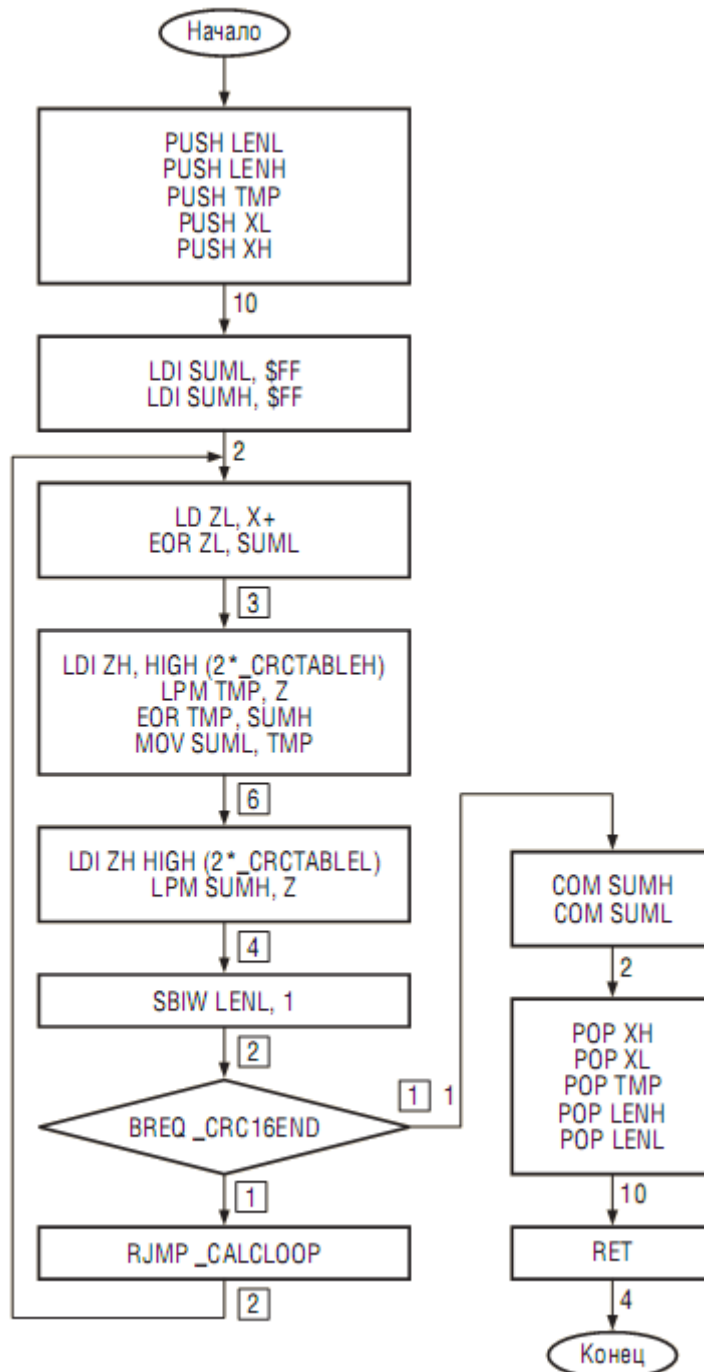 Начало
PUSH LENL
PUSH LENH
PUSH TMP
PUSH XL
PUSH XH
10
LDI SUML, $FF
LDI SUMH, $FF
2
LD ZL, X+
EOR ZL, SUML
3
LDI ZH, HIGH (2*_CRCTABLEH)
LPM TMP, Z
EOR TMP, SUMH
MOV SUML, TMP
6
LDI ZH HIGH (2*_CRCTABLEL)
LPM SUMH, Z
4
SBIW LENL, 1
2
BREQ _CRC16END
1 1
1
RJMP _CALCLOOP
2
COM SUMH
COM SUML
2
POP XH
POP XL
POP TMP
POP LENH
POP LENL
10
RET
4
Конец